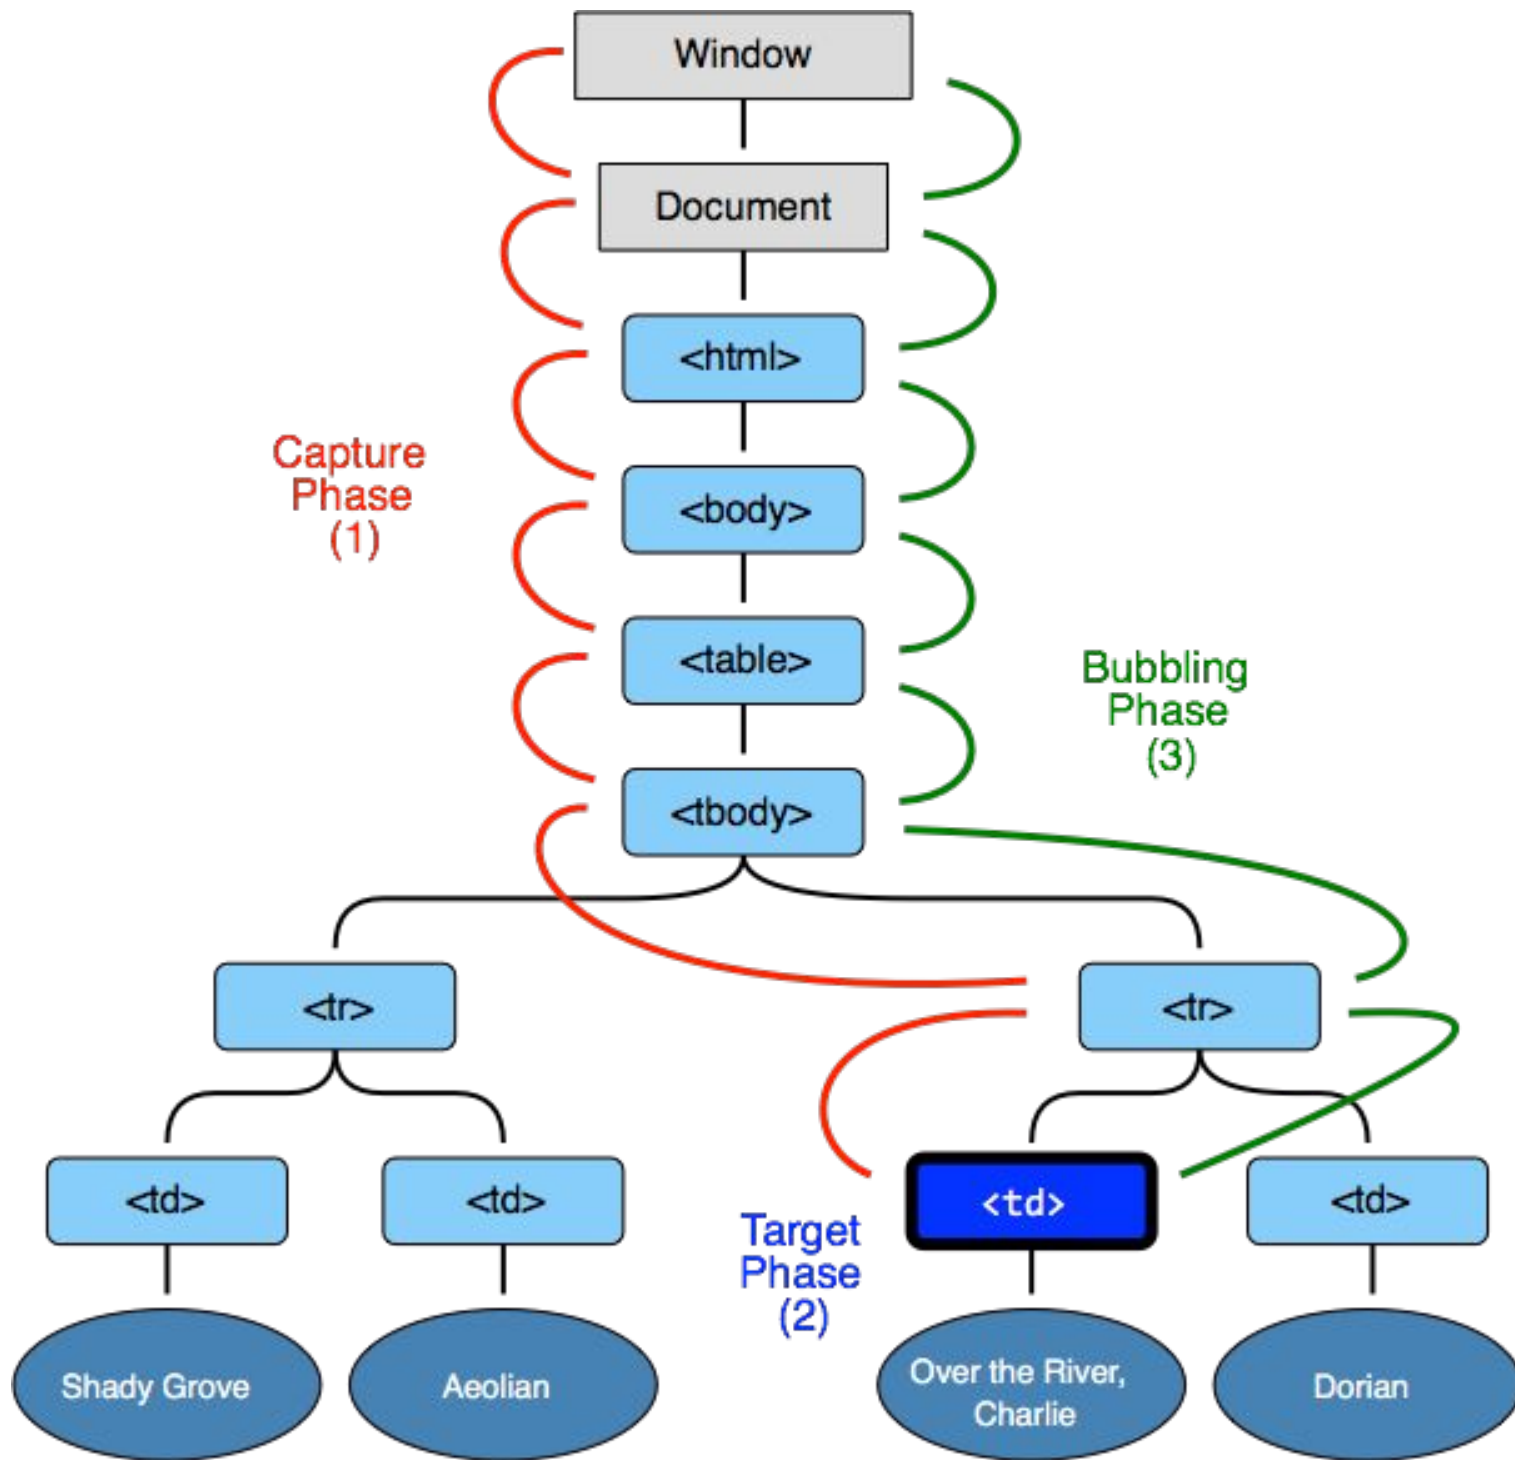 Window
Document
<html>
Capture
Phase
(1)
<body>
<table>
Bubbling
Phase
(3)
<tbody>
<tr>
<tr>
<td>
<td>
<td>
<td>
Target
Phase
(2)
Shady Grove
Aeolian
Over the River,
Charlie
Dorian